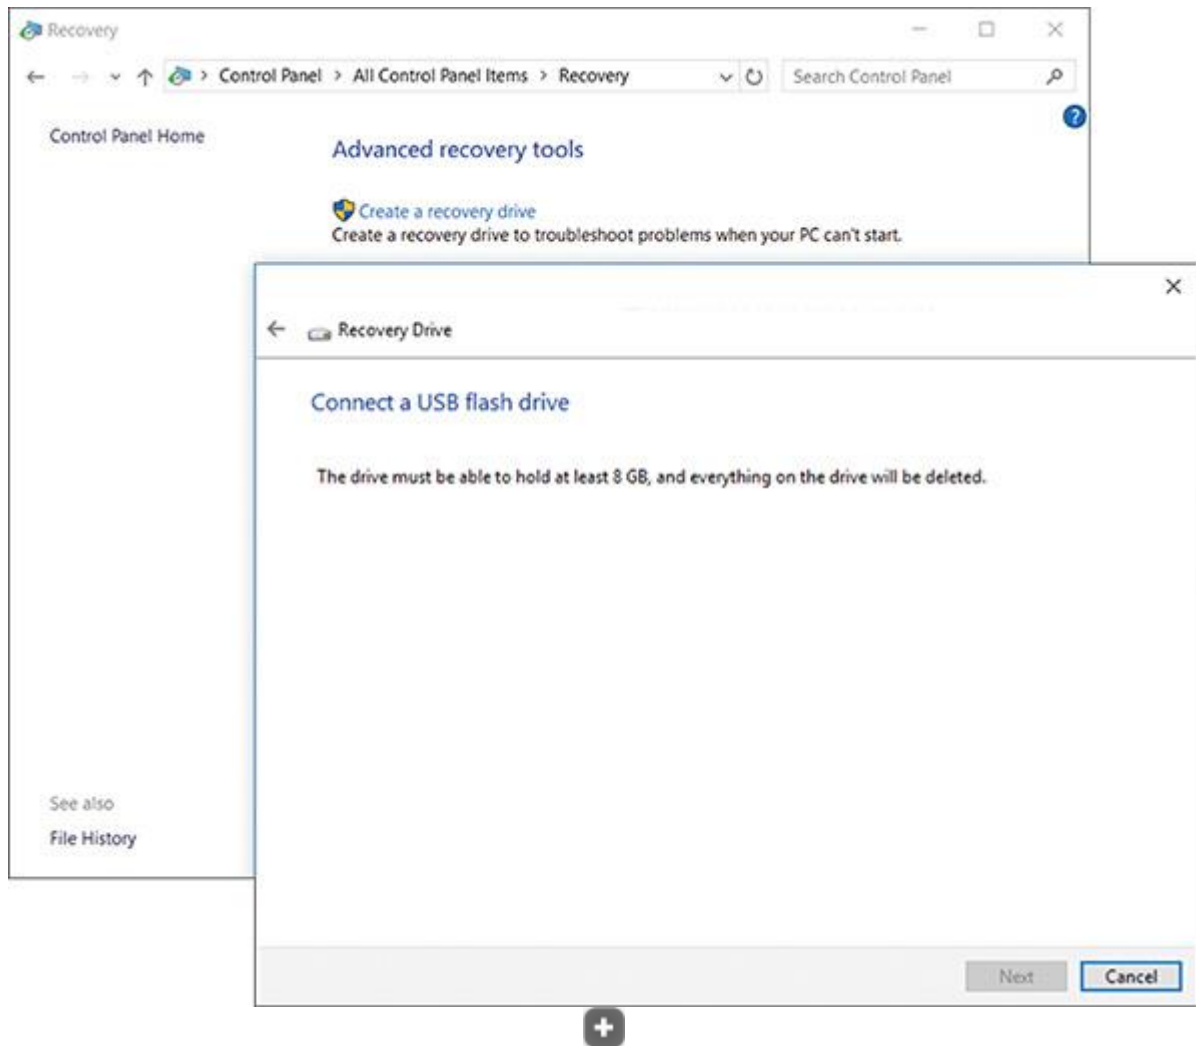 Recovery
Control Panel > All Control Panel Items > Recovery
Search Control Panel
Control Panel Home
Advanced recovery tools
Create a recovery drive
Create a recovery drive to troubleshoot problems when your PC can't start.
Recovery Drive
Connect a USB flash drive
The drive must be able to hold at least 8 GB, and everything on the drive will be deleted.
See also
File History
Next
Cancel